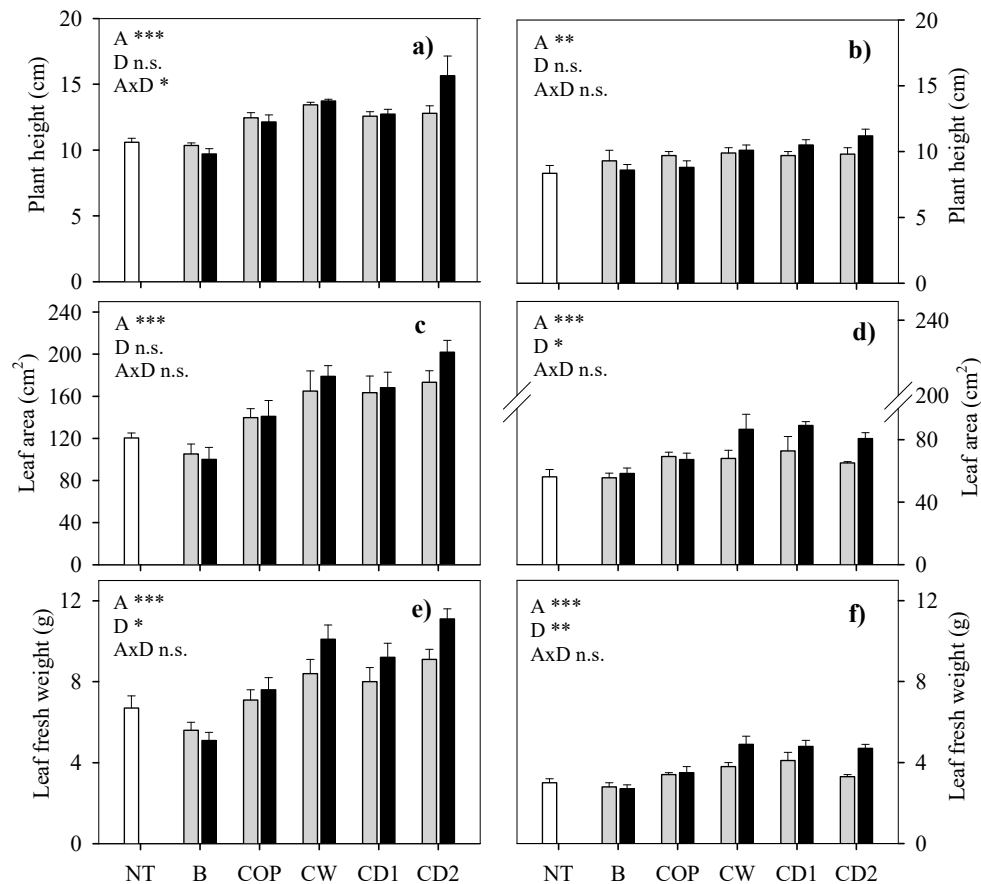 20
15
10
5
0
Plant height (cm)
A ***
D n.s.
AxD *
a)
A **
D n.s.
AxD n.s.
b)
20
15
10
5
0
Plant height (cm)
240
200
160
120
80
40
0
Leaf area (cm²)
A ***
D n.s.
AxD n.s.
c
A ***
D *
AxD n.s.
d)
240
200
80
40
0
Leaf area (cm²)
12
8
4
0
Leaf fresh weight (g)
A ***
D *
AxD n.s.
e)
A ***
D **
AxD n.s.
f)
12
8
4
0
Leaf fresh weight (g)
NT B COP CW CD1 CD2
NT B COP CW CD1 CD2